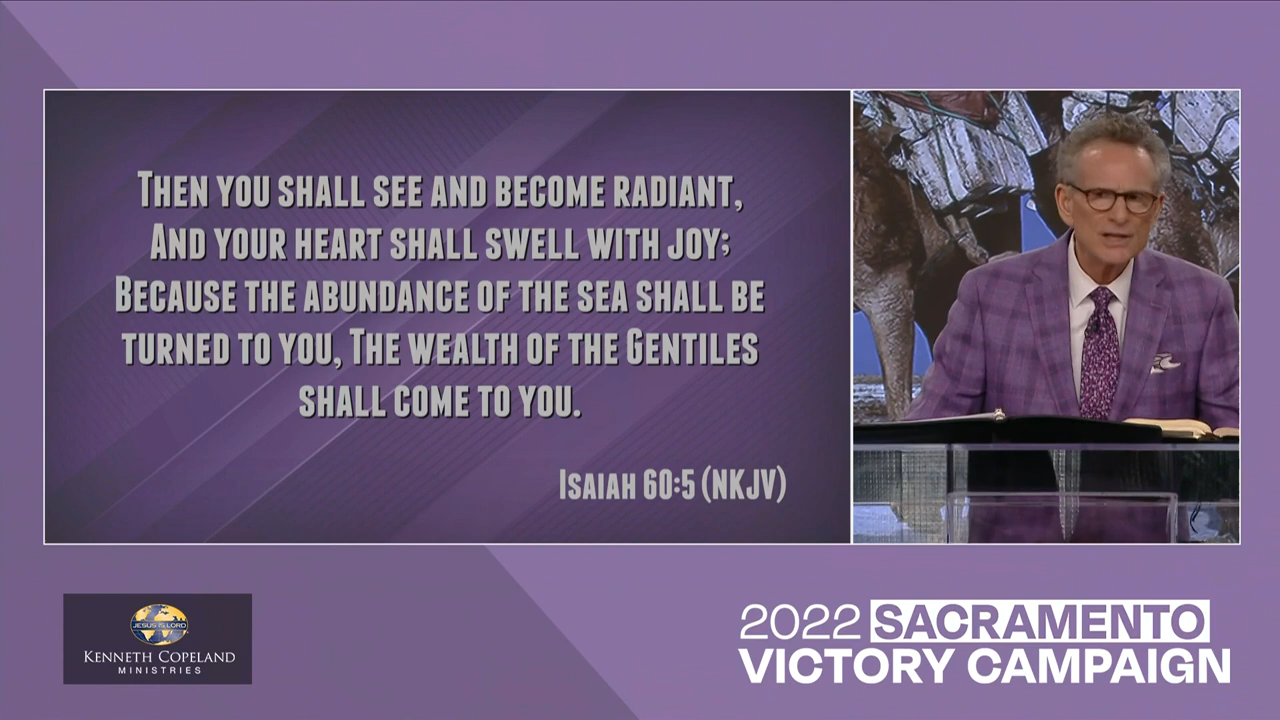 Then you shall see and become radiant,
And your heart shall swell with joy;
Because the abundance of the sea shall be
turned to you, The wealth of the Gentiles
shall come to you.
Isaiah 60:5 (NKJV)
JESUS IS LORD
Kenneth Copeland
MINISTRIES
2022 SACRAMENTO
VICTORY CAMPAIGN